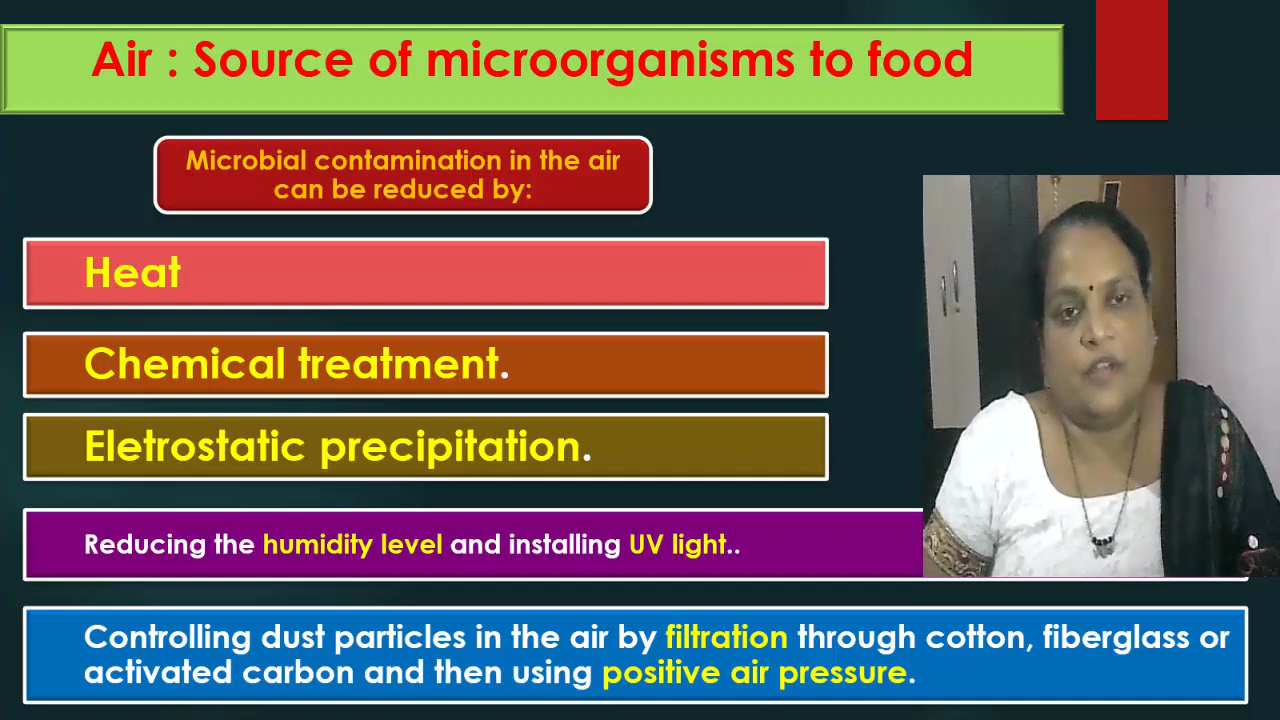 Air : Source of microorganisms to food
Microbial contamination in the air
can be reduced by:
Heat
Chemical treatment.
Eletrostatic precipitation.
Reducing the humidity level and installing UV light..
Controlling dust particles in the air by filtration through cotton, fiberglass or
activated carbon and then using positive air pressure.